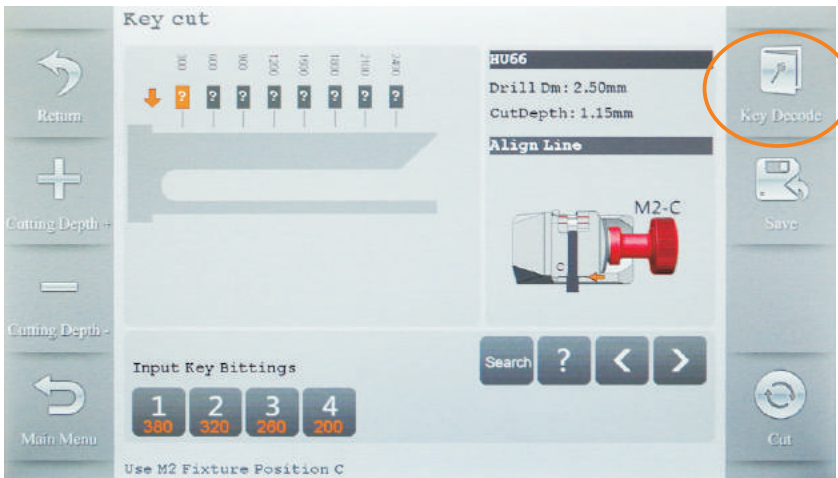 Key cut
300 600 900 1200 1500 1800 2100 2400
? ? ? ? ? ? ? ?
HU66
Drill Dm: 2.50mm
CutDepth: 1.15mm
Align Line
M2-C
C
Return
Cutting Depth +
Cutting Depth -
Main Menu
Key Decode
Save
Cut
Search ? < >
Input Key Bittings
1 2 3 4
380 320 260 200
Use M2 Fixture Position C